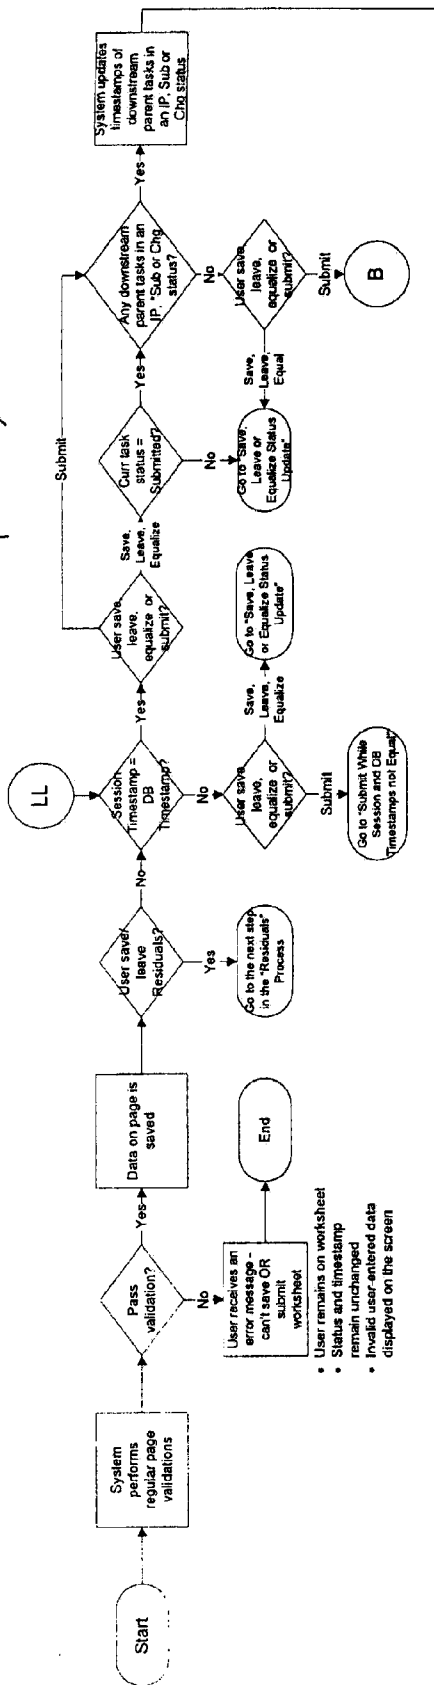 Start
System
performs
regular page
validations
Pass
validation?
Yes
No
User receives an
error message -
can't save OR
submit
worksheet
• User remains on worksheet
• Status and timestamp
remain unchanged
• Invalid user-entered data
displayed on the screen
End
Data on page is
saved
User save/
leave
Residuals?
Yes
Go to the next step
in the "Residuals"
Process
No
LL
Session
Timestamp =
DB
Timestamp?
No
User save,
leave,
equalize or
submit?
Submit
Go to "Submit While
Session and DB
Timestamps not Equal"
Save,
Leave,
Equalize
Go to "Save, Leave
or Equalize Status
Update"
Yes
User save,
leave,
equalize or
submit?
Submit
Save,
Leave,
Equalize
Curr task
status =
Submitted?
No
Go to "Save,
Leave or
Equalize Status
Update"
Yes
Any downstream
parent tasks in an
IP, "Sub or Chg
status?
No
User save,
leave,
equalize or
submit?
Save,
Leave,
Equal
Submit
B
Yes
System updates
timestamps of
downstream
parent tasks in
an IP, Sub or
Chg status